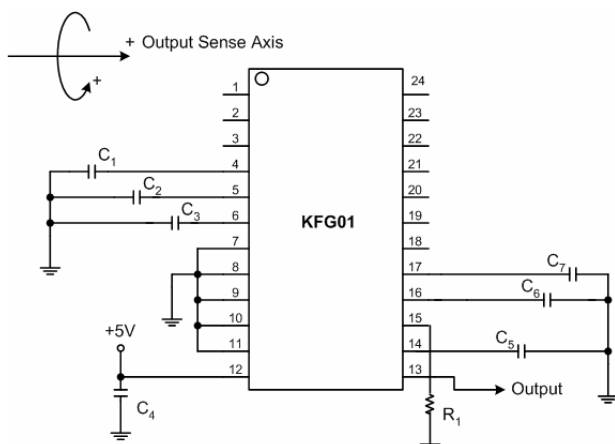 + Output Sense Axis
+
1 24
2 23
3 22
C1 4 21
C2 5 20
C3 6 KFG01 19
7 18
8 17 C7
9 16 C6
10 15
+5V 11 14 C5
12 13 Output
C4 R1